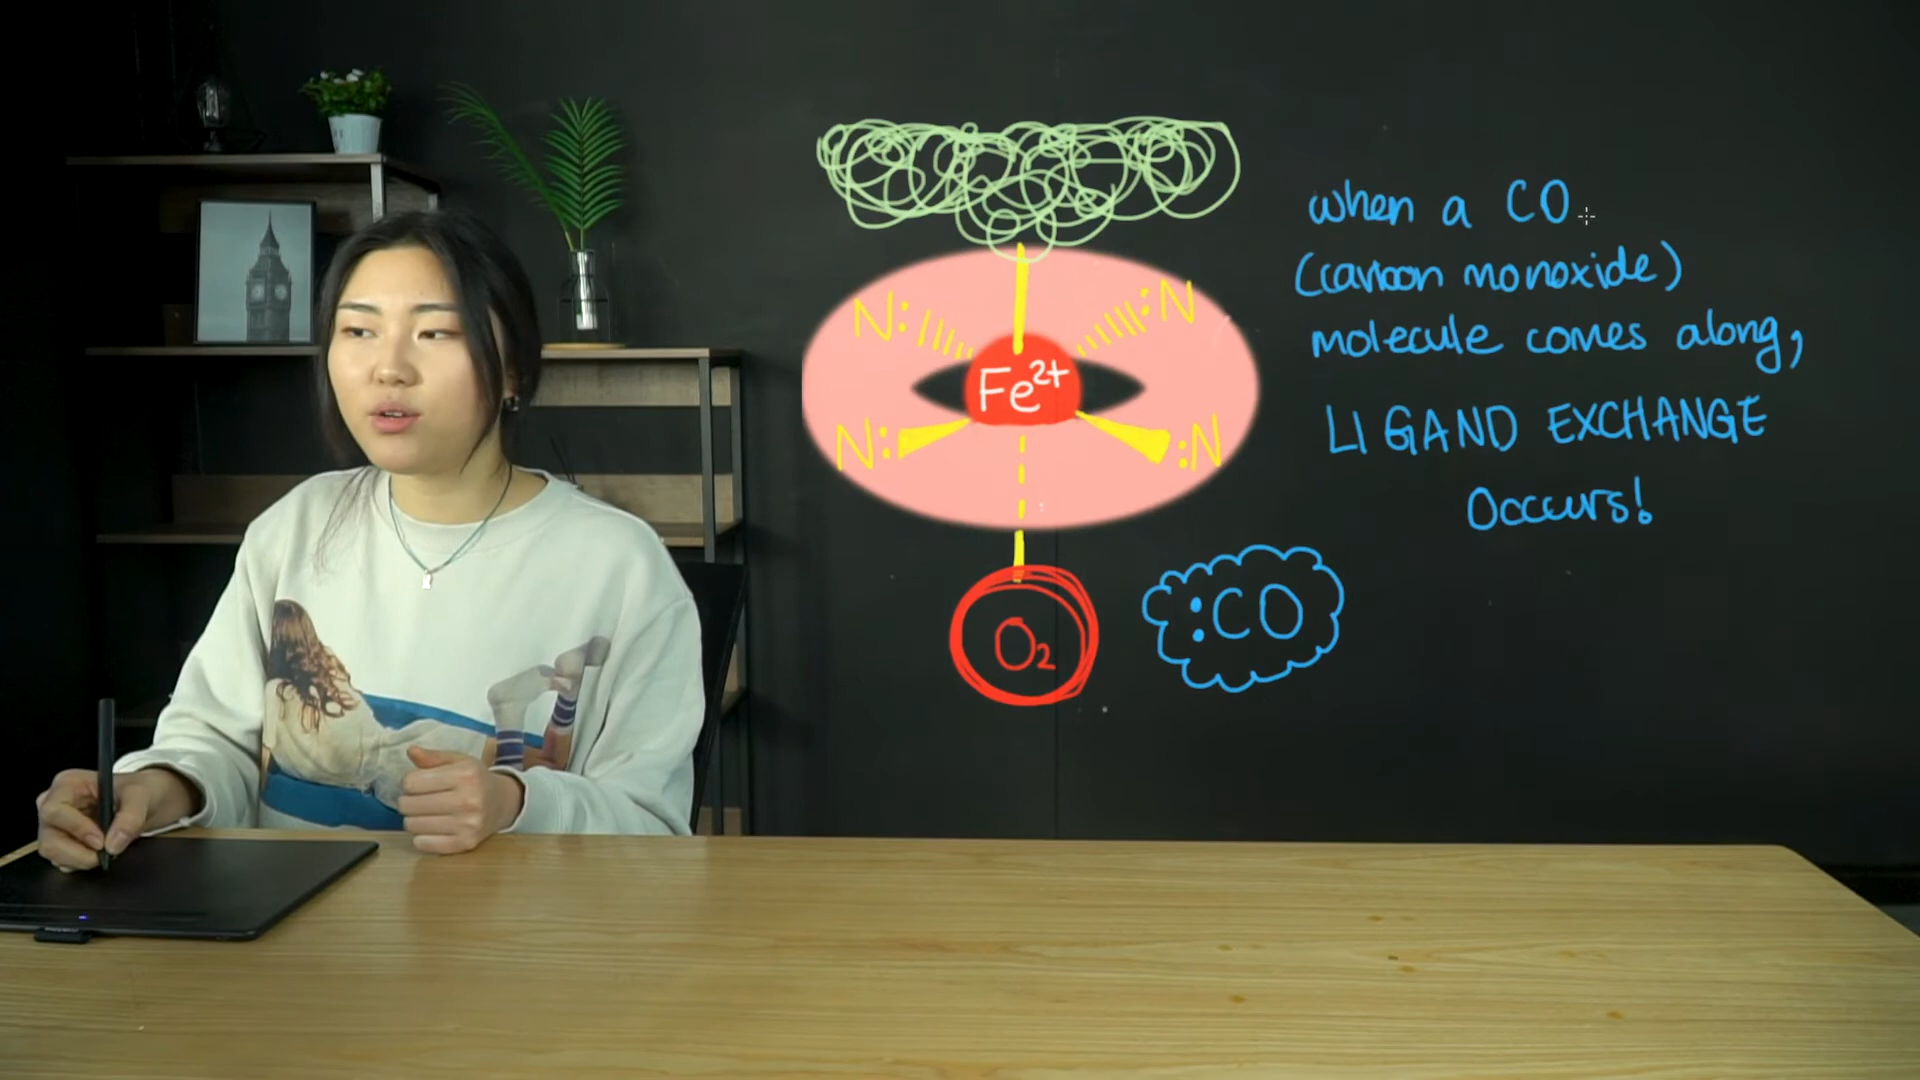 when a CO
(carbon monoxide)
molecule comes along,
N: :N
Fe²⁺
LIGAND EXCHANGE
N: :N
Occurs!
O₂
:CO